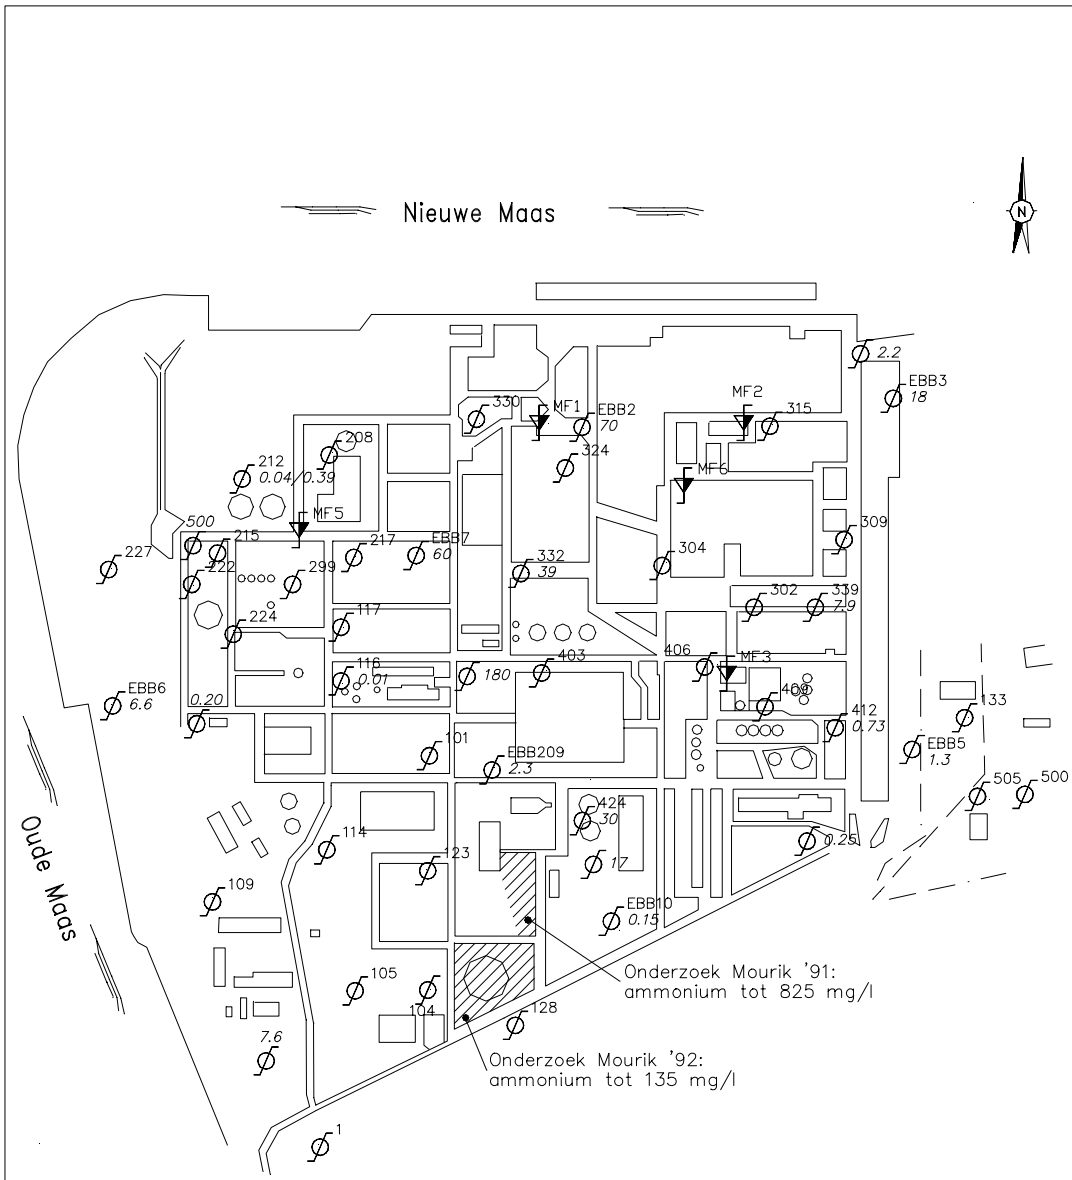 Nieuwe Maas
N
2.2
EBB3
18
MF2
315
330
MF1
EBB2
70
208
324
212
0.04/0.39
MF6
MF5
500
215
217
EBB7
60
309
227
222
299
332
39
304
302
339
7.9
117
224
116
0.01
180
403
406
MF3
EBB6
6.6
0.20
409
412
0.73
133
101
EBB209
2.3
EBB5
1.3
505
500
424
30
Oude Maas
114
123
17
0.25
109
EBB10
0.15
Onderzoek Mourik '91:
ammonium tot 825 mg/l
105
104
128
7.6
Onderzoek Mourik '92:
ammonium tot 135 mg/l
1